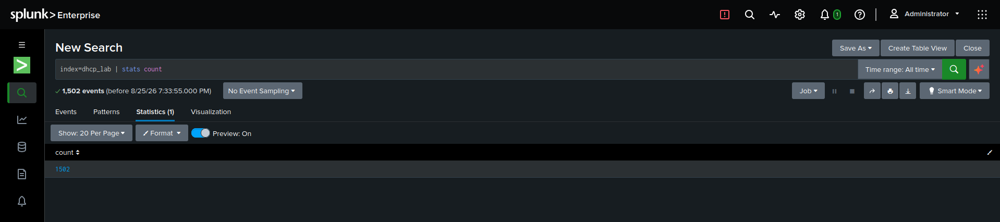 splunk> Enterprise
1
Administrator
New Search
Save As
Create Table View
Close
index=dhcp_lab | stats count
Time range: All time
1,502 events (before 8/25/26 7:33:55.000 PM)
No Event Sampling
Job
Smart Mode
Events
Patterns
Statistics (1)
Visualization
Show: 20 Per Page
Format
Preview: On
count
1502